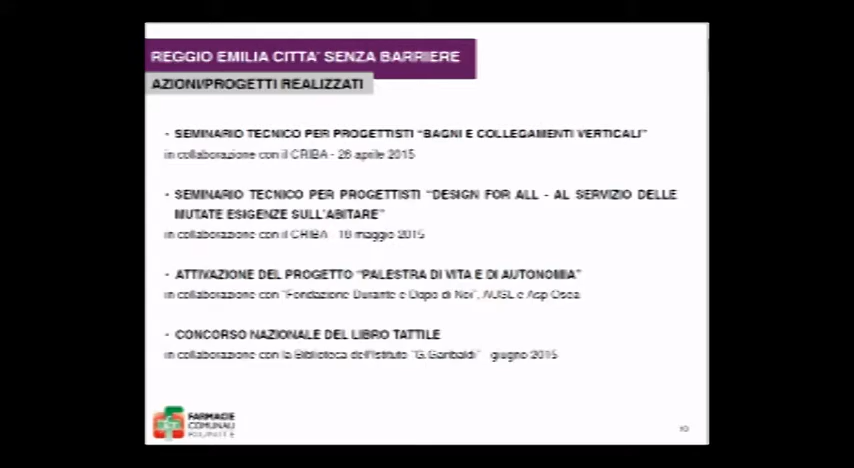 REGGIO EMILIA CITTA' SENZA BARRIERE
AZIONI/PROGETTI REALIZZATI
- SEMINARIO TECNICO PER PROGETTISTI "BAGNI E COLLEGAMENTI VERTICALI"
in collaborazione con il CRIBA - 26 aprile 2015
- SEMINARIO TECNICO PER PROGETTISTI "DESIGN FOR ALL - AL SERVIZIO DELLE
MUTATE ESIGENZE SULL'ABITARE"
in collaborazione con il CRIBA - 18 maggio 2015
- ATTIVAZIONE DEL PROGETTO "PALESTRA DI VITA E DI AUTONOMIA"
in collaborazione con "Fondazione Durante e Dopo di Noi", AUSL e Asp Osea
- CONCORSO NAZIONALE DEL LIBRO TATTILE
in collaborazione con la Biblioteca dell'Istituto "G.Garibaldi" giugno 2015
FARMACIE
COMUNALI
RIUNITE
10